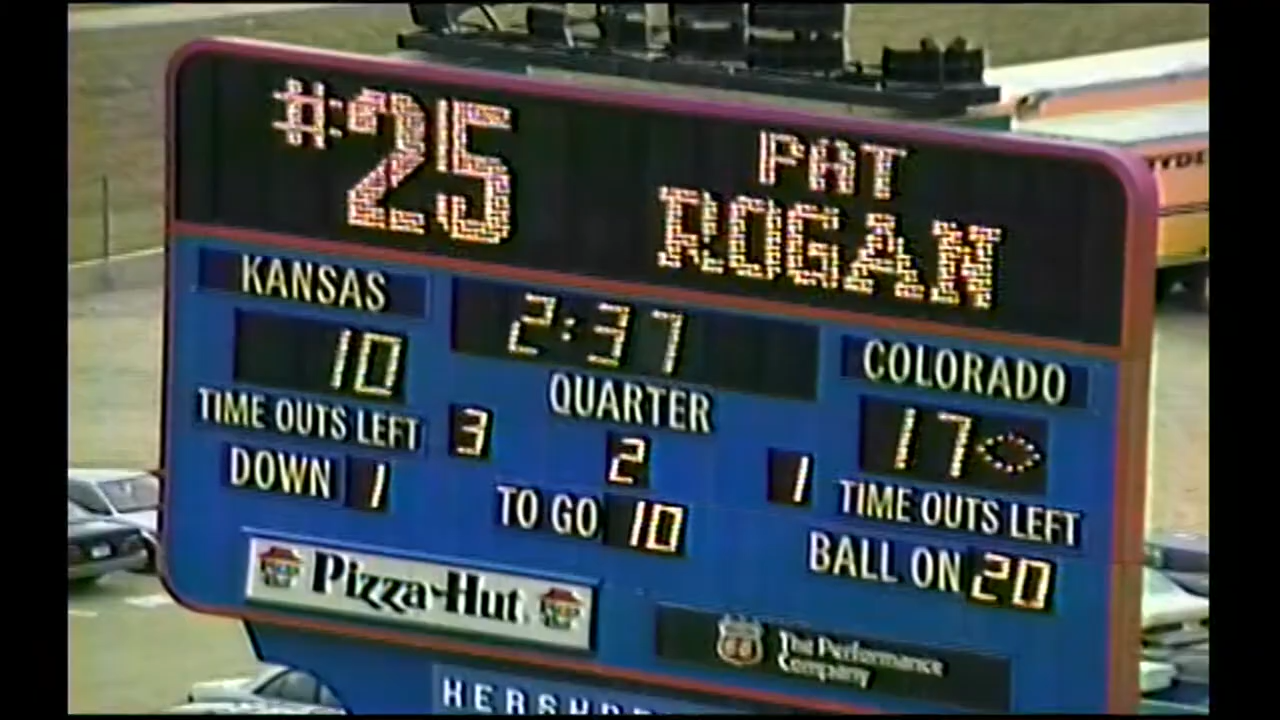 #25 PAT
ROGAN
KANSAS 2:37 COLORADO
10 17
TIME OUTS LEFT 3 QUARTER 2 1 TIME OUTS LEFT
DOWN 1 TO GO 10 BALL ON 20
Pizza Hut
66 The Performance
Company